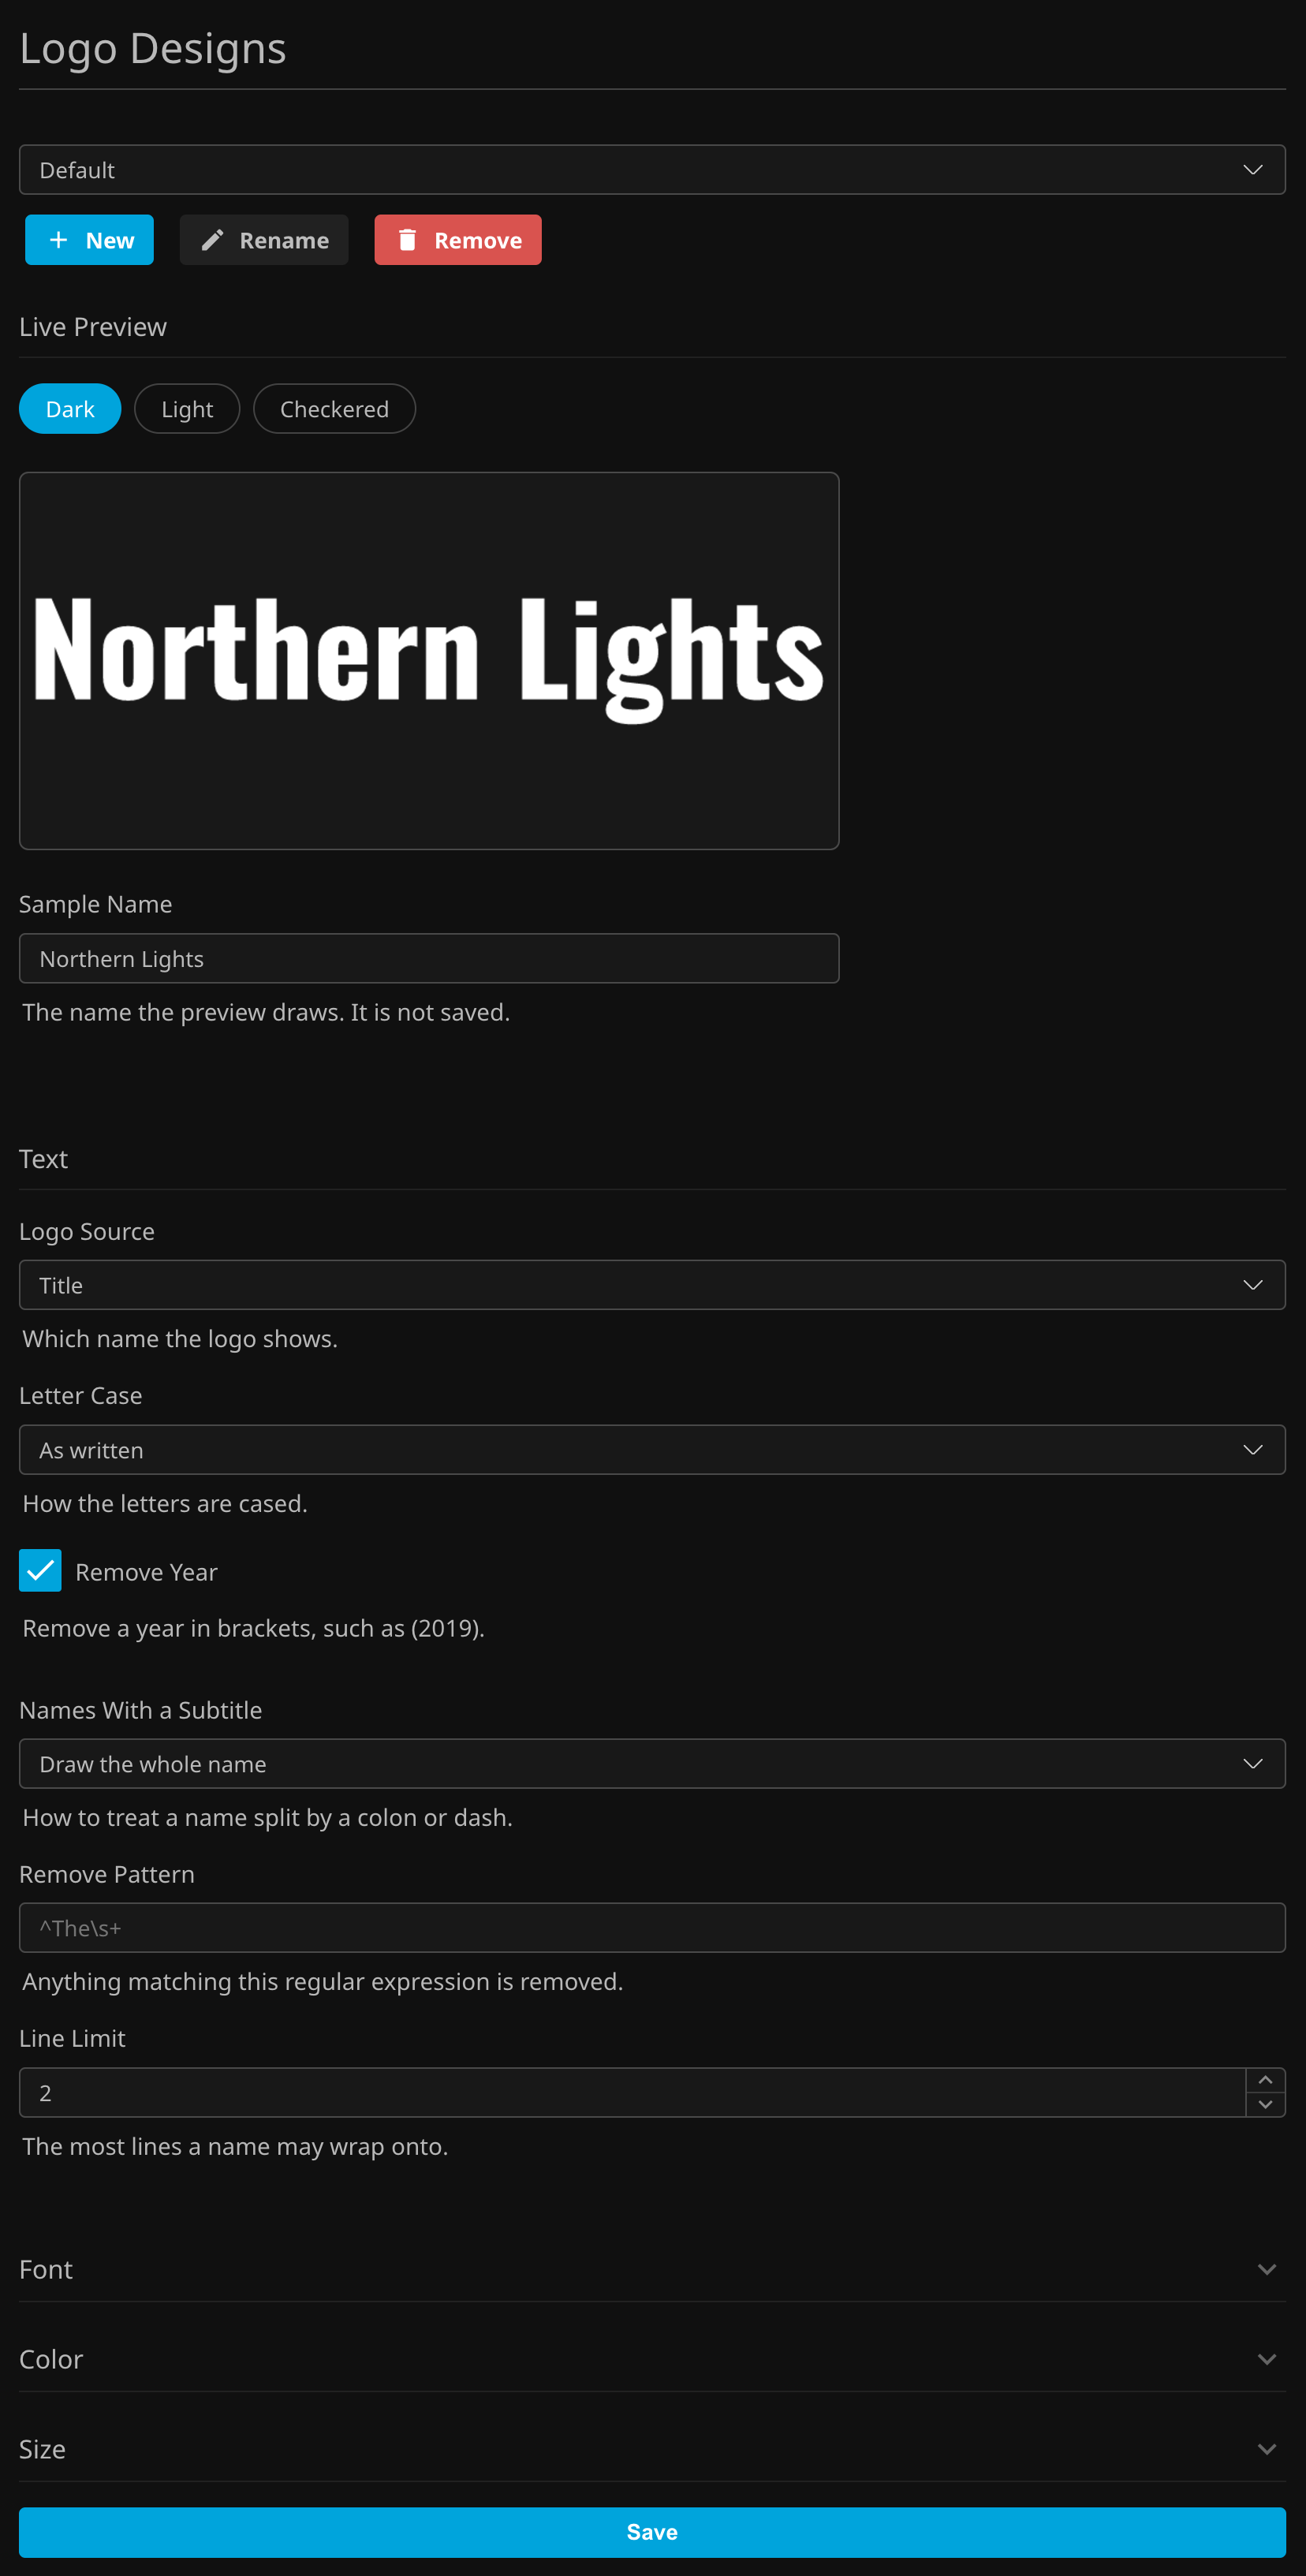 Logo Designs
Default
New
Rename
Remove
Live Preview
Dark
Light
Checkered
Northern Lights
Sample Name
Northern Lights
The name the preview draws. It is not saved.
Text
Logo Source
Title
Which name the logo shows.
Letter Case
As written
How the letters are cased.
Remove Year
Remove a year in brackets, such as (2019).
Names With a Subtitle
Draw the whole name
How to treat a name split by a colon or dash.
Remove Pattern
^The\s+
Anything matching this regular expression is removed.
Line Limit
2
The most lines a name may wrap onto.
Font
Color
Size
Save